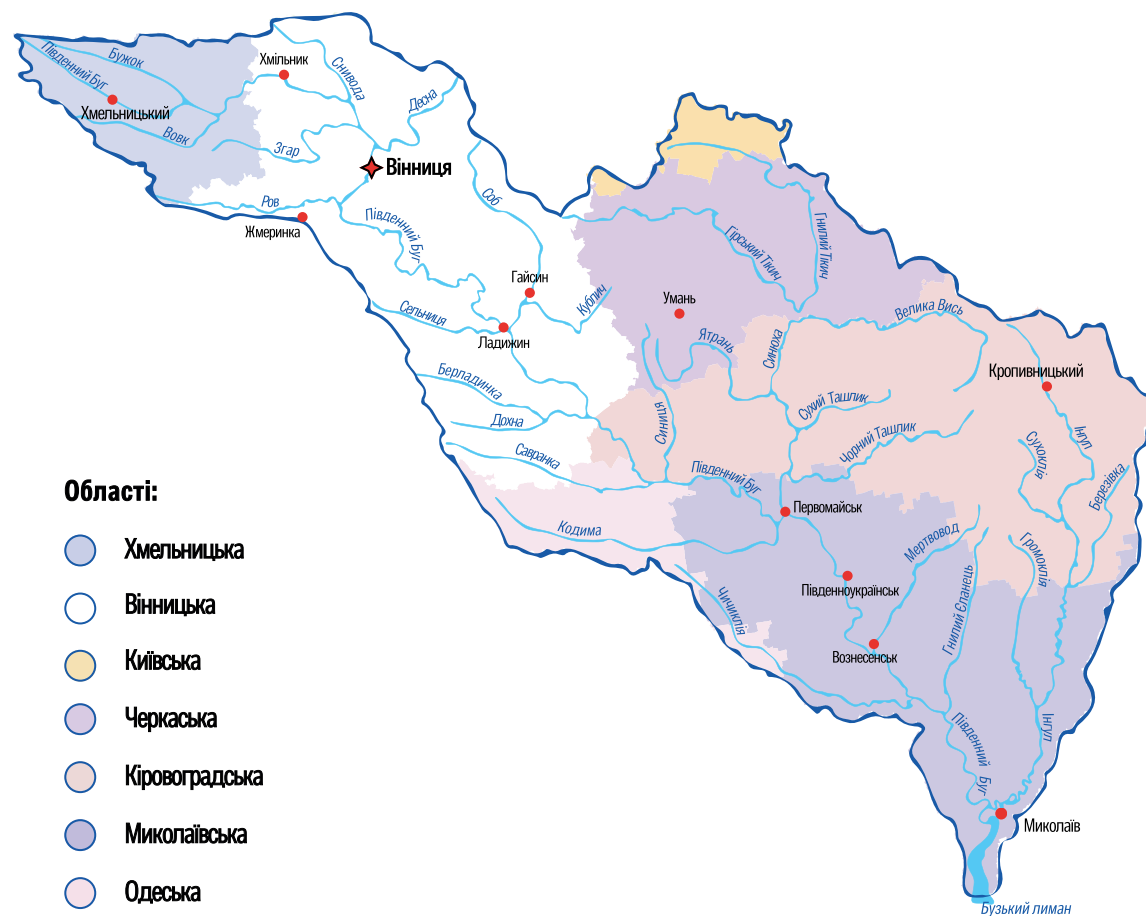 Південний Буг
Бужок
Хмельницький
Вовк
Хмільник
Снивода
Десна
Згар
Вінниця
Ров
Жмеринка
Південний Буг
Соб
Гайсин
Кублич
Сельниця
Ладижин
Гірський Тікич
Гнилий Тікич
Умань
Ятрань
Синюха
Велика Вись
Кропивницький
Берладинка
Дохна
Савранка
Синиця
Сухий Ташлик
Чорний Ташлик
Інгул
Сухоклія
Березівка
Південний Буг
Первомайськ
Кодима
Мертвовод
Громоклія
Південноукраїнськ
Чичиклія
Гнилий Єланець
Вознесенськ
Південний Буг
Інгул
Миколаїв
Бузький лиман
Області:
Хмельницька
Вінницька
Київська
Черкаська
Кіровоградська
Миколаївська
Одеська